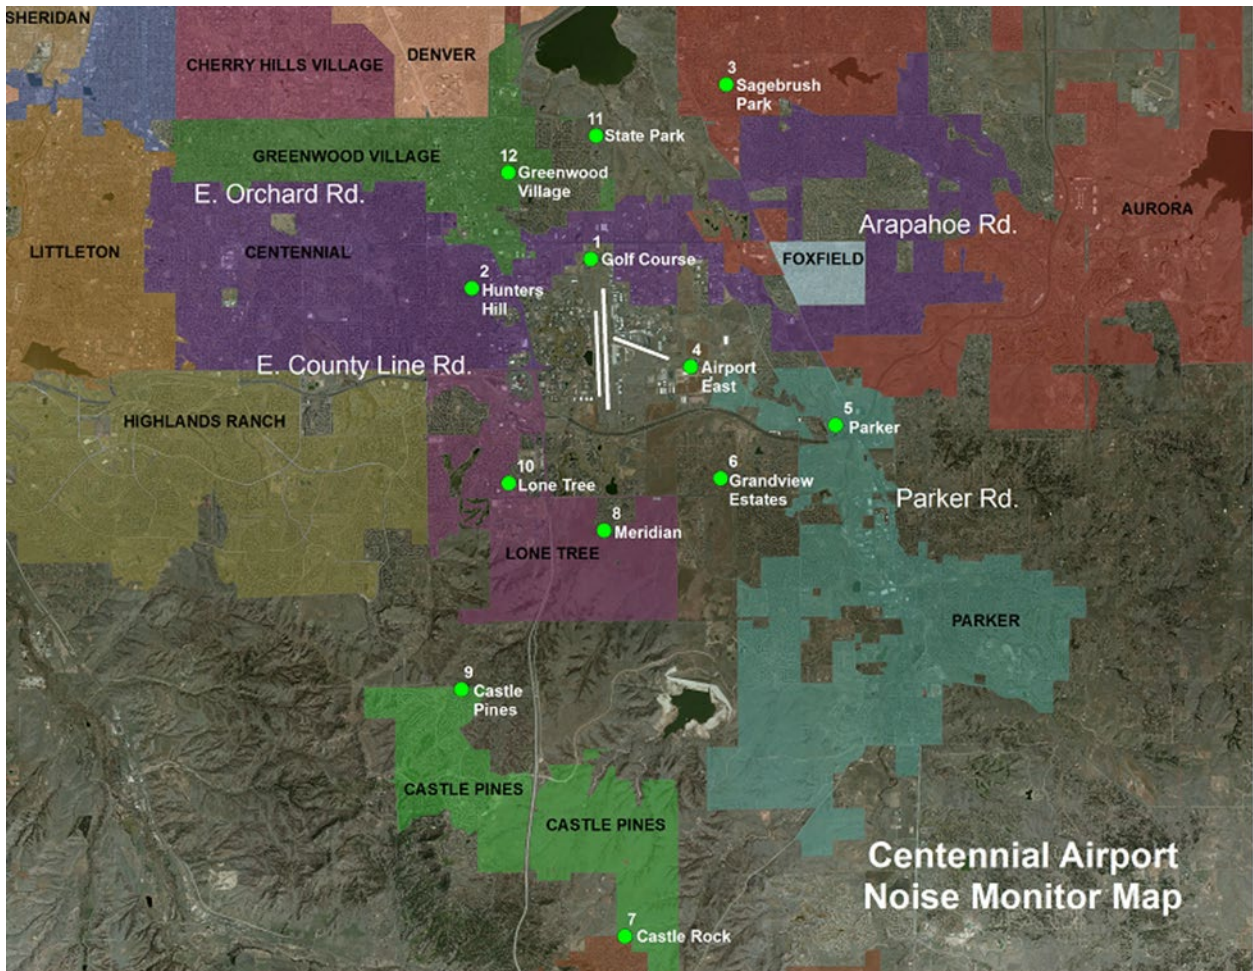 SHERIDAN
CHERRY HILLS VILLAGE
DENVER
3
Sagebrush
Park
11
State Park
GREENWOOD VILLAGE
12
Greenwood
Village
E. Orchard Rd.
AURORA
Arapahoe Rd.
LITTLETON
CENTENNIAL
1
Golf Course
FOXFIELD
2
Hunters
Hill
E. County Line Rd.
4
Airport
East
HIGHLANDS RANCH
5
Parker
10
Lone Tree
6
Grandview
Estates
Parker Rd.
8
Meridian
LONE TREE
PARKER
9
Castle
Pines
CASTLE PINES
CASTLE PINES
Centennial Airport
Noise Monitor Map
7
Castle Rock